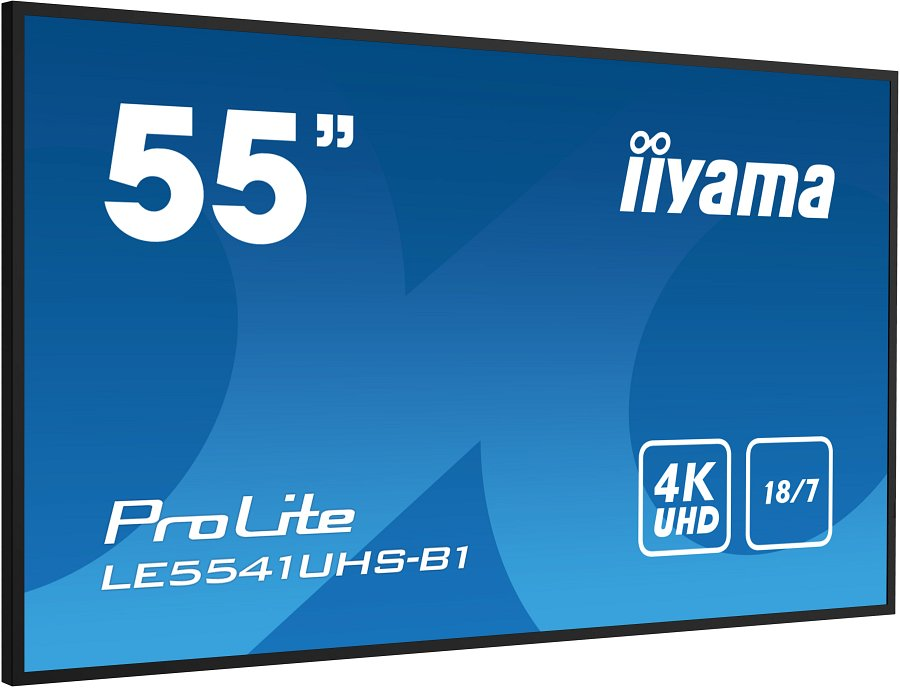 55”
iiyama
4K
UHD
18/7
ProLite
LE5541UHS-B1